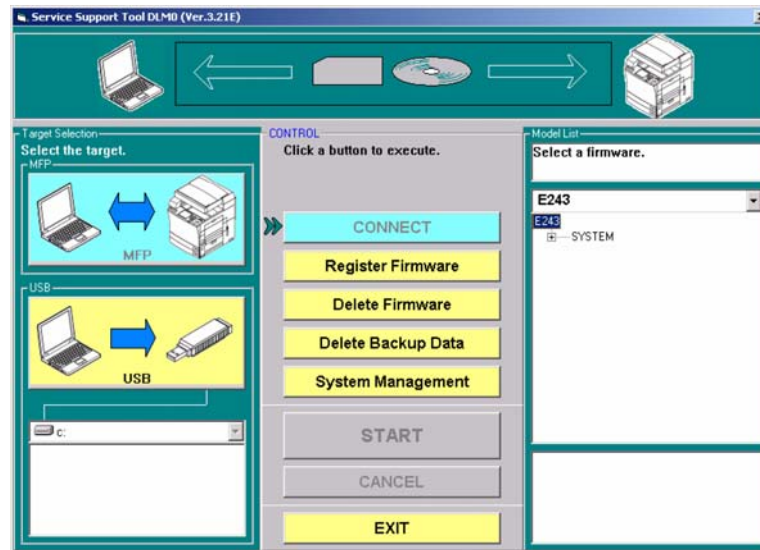 Service Support Tool DLM0 (Ver.3.21E)
Target Selection
Select the target.
MFP
MFP
USB
USB
c:
CONTROL
Click a button to execute.
CONNECT
Register Firmware
Delete Firmware
Delete Backup Data
System Management
START
CANCEL
EXIT
Model List
Select a firmware.
E243
E243
SYSTEM